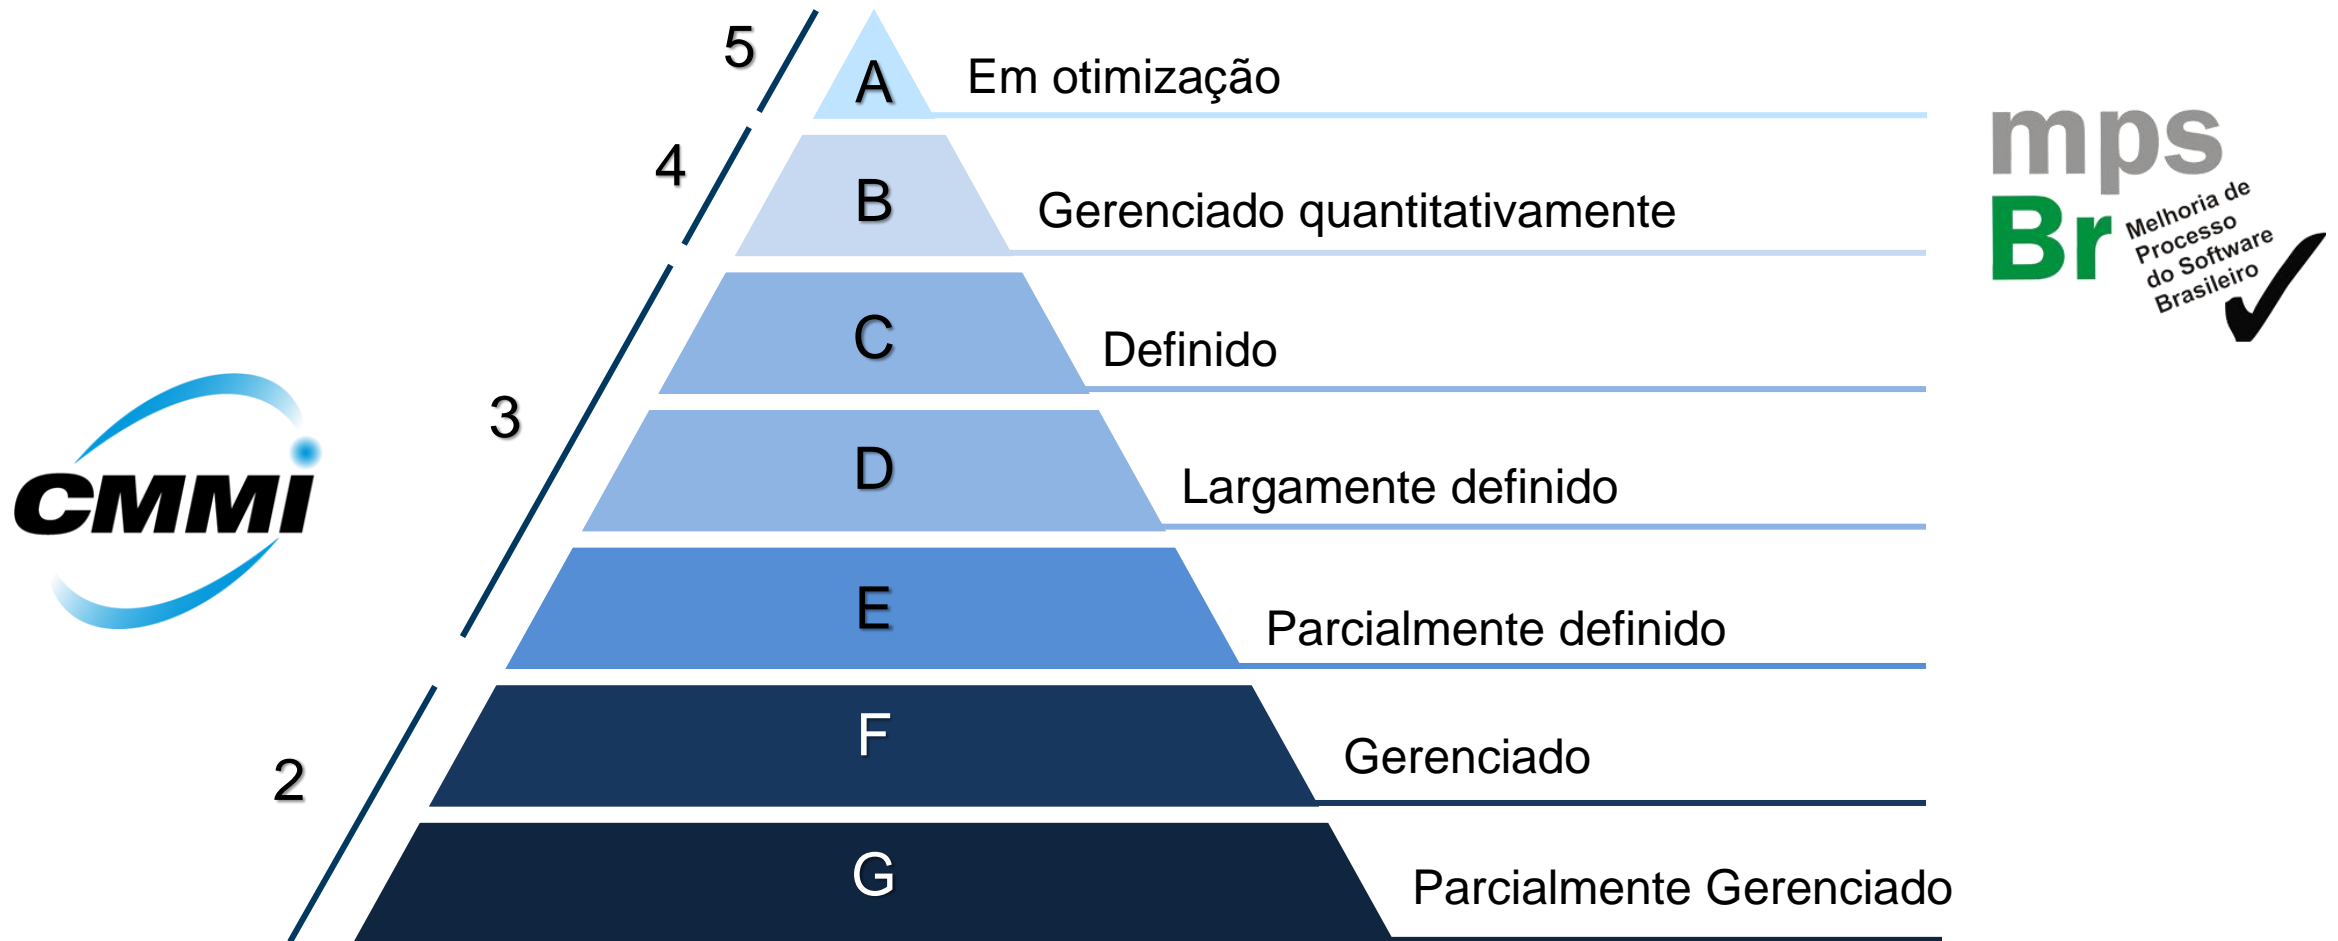 5
A
Em otimização
4
B
Gerenciado quantitativamente
mps
Br
Melhoria de
Processo
do Software
Brasileiro
3
C
Definido
CMMI
D
Largamente definido
E
Parcialmente definido
2
F
Gerenciado
G
Parcialmente Gerenciado